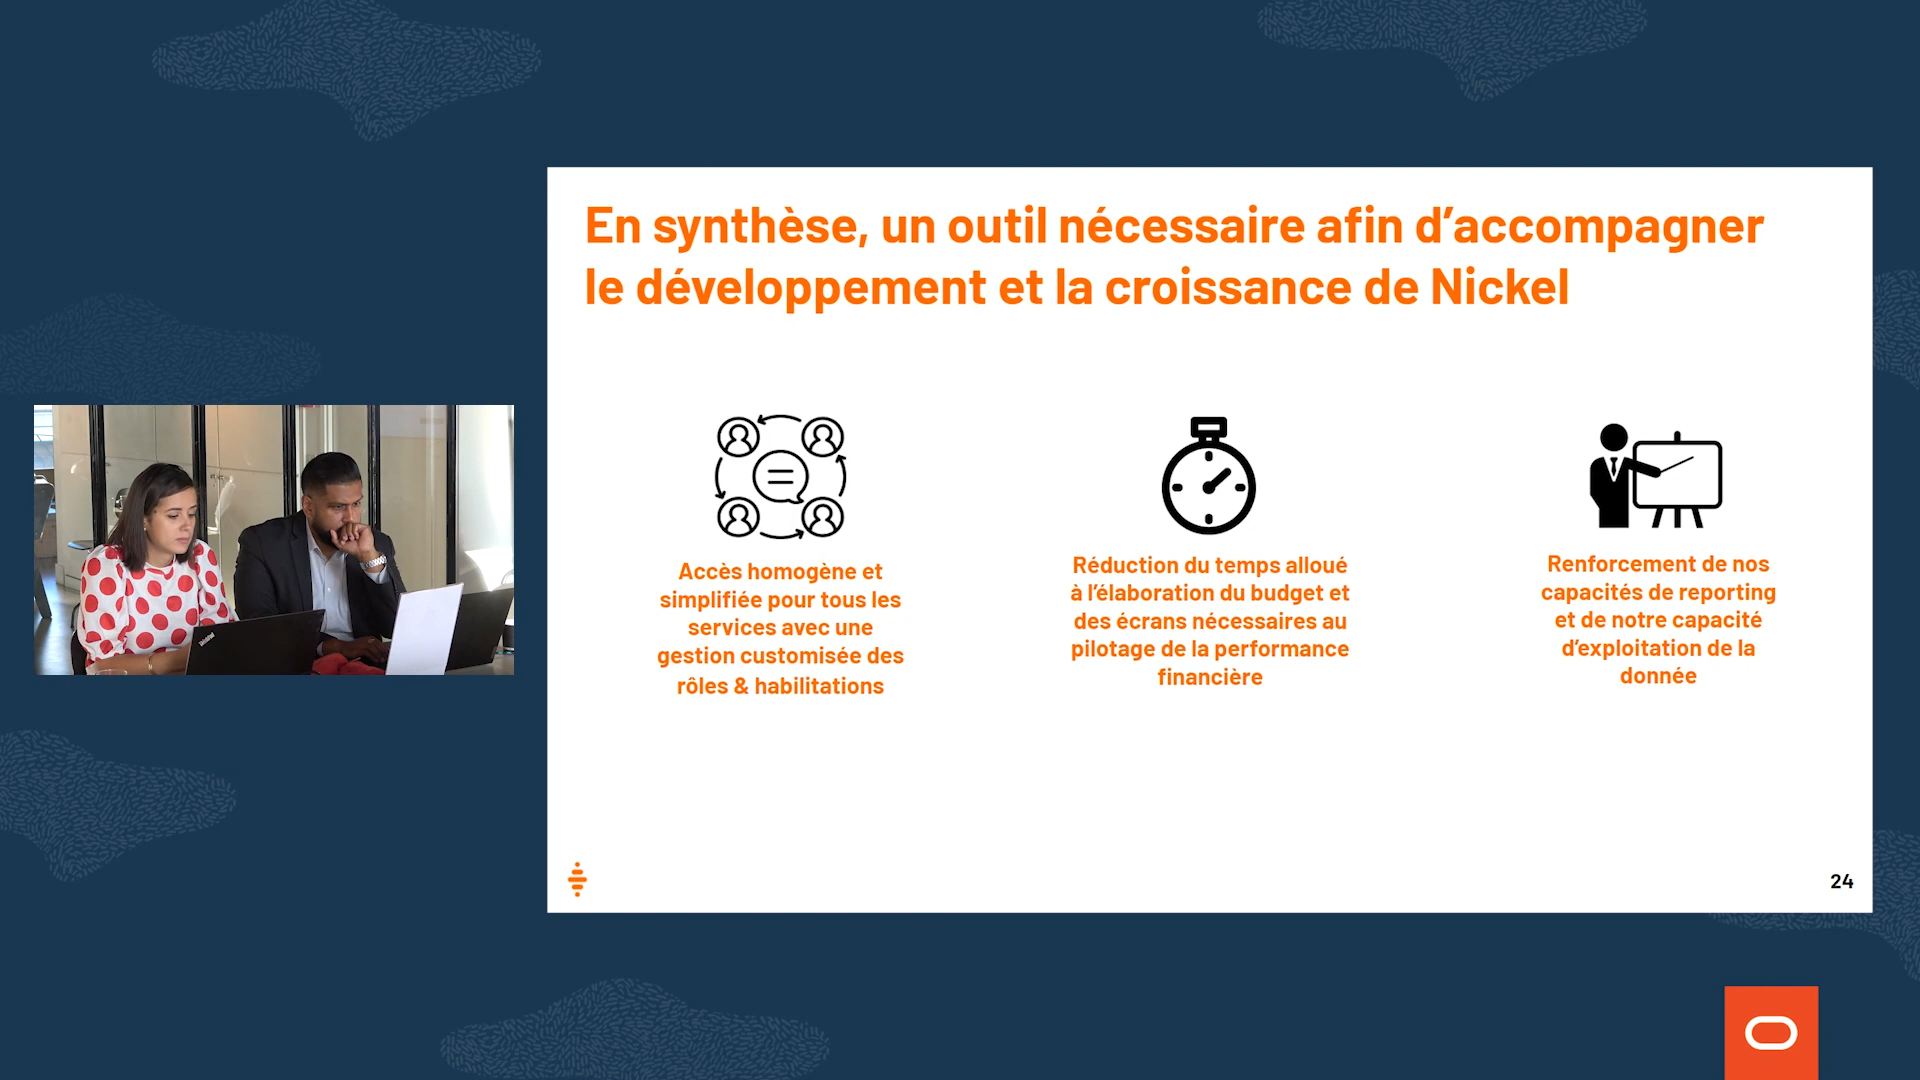 En synthèse, un outil nécessaire afin d’accompagner
le développement et la croissance de Nickel
Accès homogène et
simplifiée pour tous les
services avec une
gestion customisée des
rôles & habilitations
Réduction du temps alloué
à l’élaboration du budget et
des écrans nécessaires au
pilotage de la performance
financière
Renforcement de nos
capacités de reporting
et de notre capacité
d’exploitation de la
donnée
24